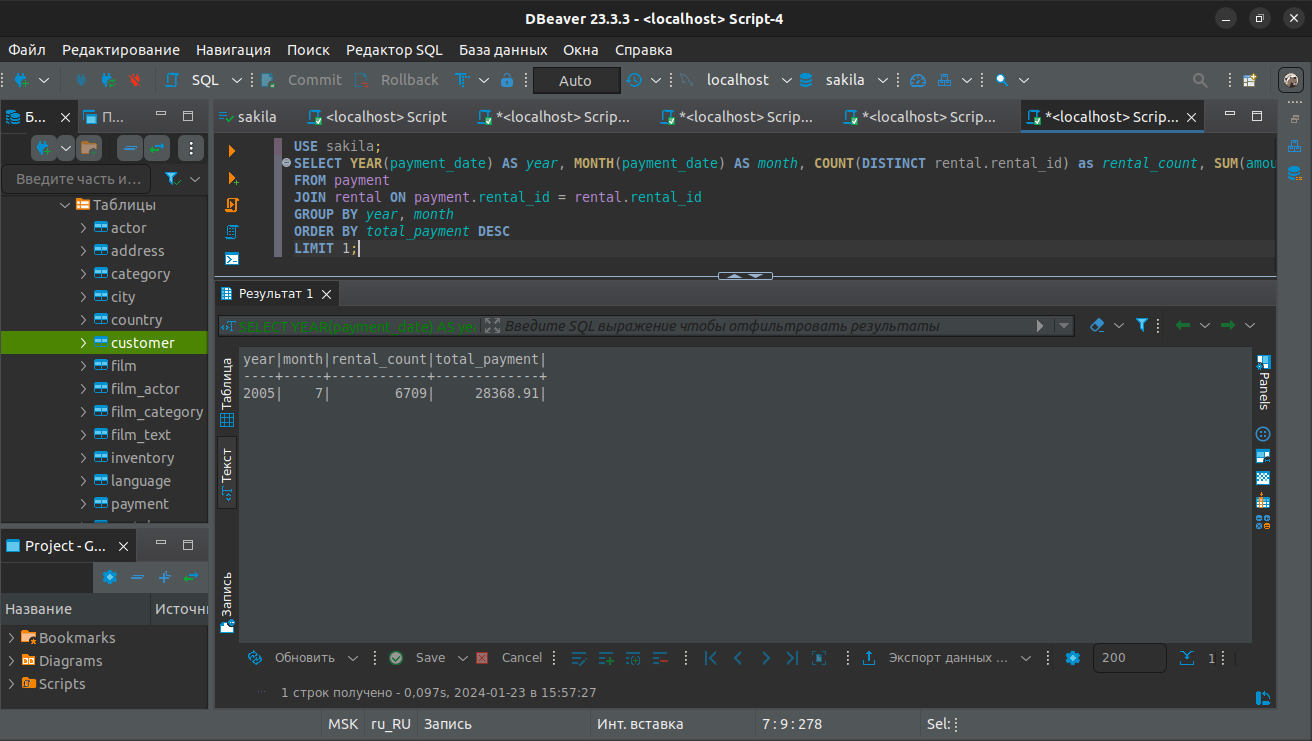 DBeaver 23.3.3 - <localhost> Script-4
Файл Редактирование Навигация Поиск Редактор SQL База данных Окна Справка
SQL Commit Rollback T Auto localhost sakila
Б... П...
sakila <localhost> Script *<localhost> Scrip... *<localhost> Scrip... *<localhost> Scrip... *<localhost> Scrip...
Введите часть и...
Таблицы
actor
address
category
city
country
customer
film
film_actor
film_category
film_text
inventory
language
payment
USE sakila;
SELECT YEAR(payment_date) AS year, MONTH(payment_date) AS month, COUNT(DISTINCT rental.rental_id) as rental_count, SUM(amou
FROM payment
JOIN rental ON payment.rental_id = rental.rental_id
GROUP BY year, month
ORDER BY total_payment DESC
LIMIT 1;
Результат 1
SELECT YEAR(payment_date) AS yea Введите SQL выражение чтобы отфильтровать результаты
Таблица
Текст
Запись
year|month|rental_count|total_payment|
----+-----+------------+-------------+
2005|    7|        6709|     28368.91|
Panels
Project - G...
Название Источн
Bookmarks
Diagrams
Scripts
Обновить Save Cancel Экспорт данных ... 200 1
1 строк получено - 0,097s, 2024-01-23 в 15:57:27
MSK ru_RU Запись Инт. вставка 7 : 9 : 278 Sel: